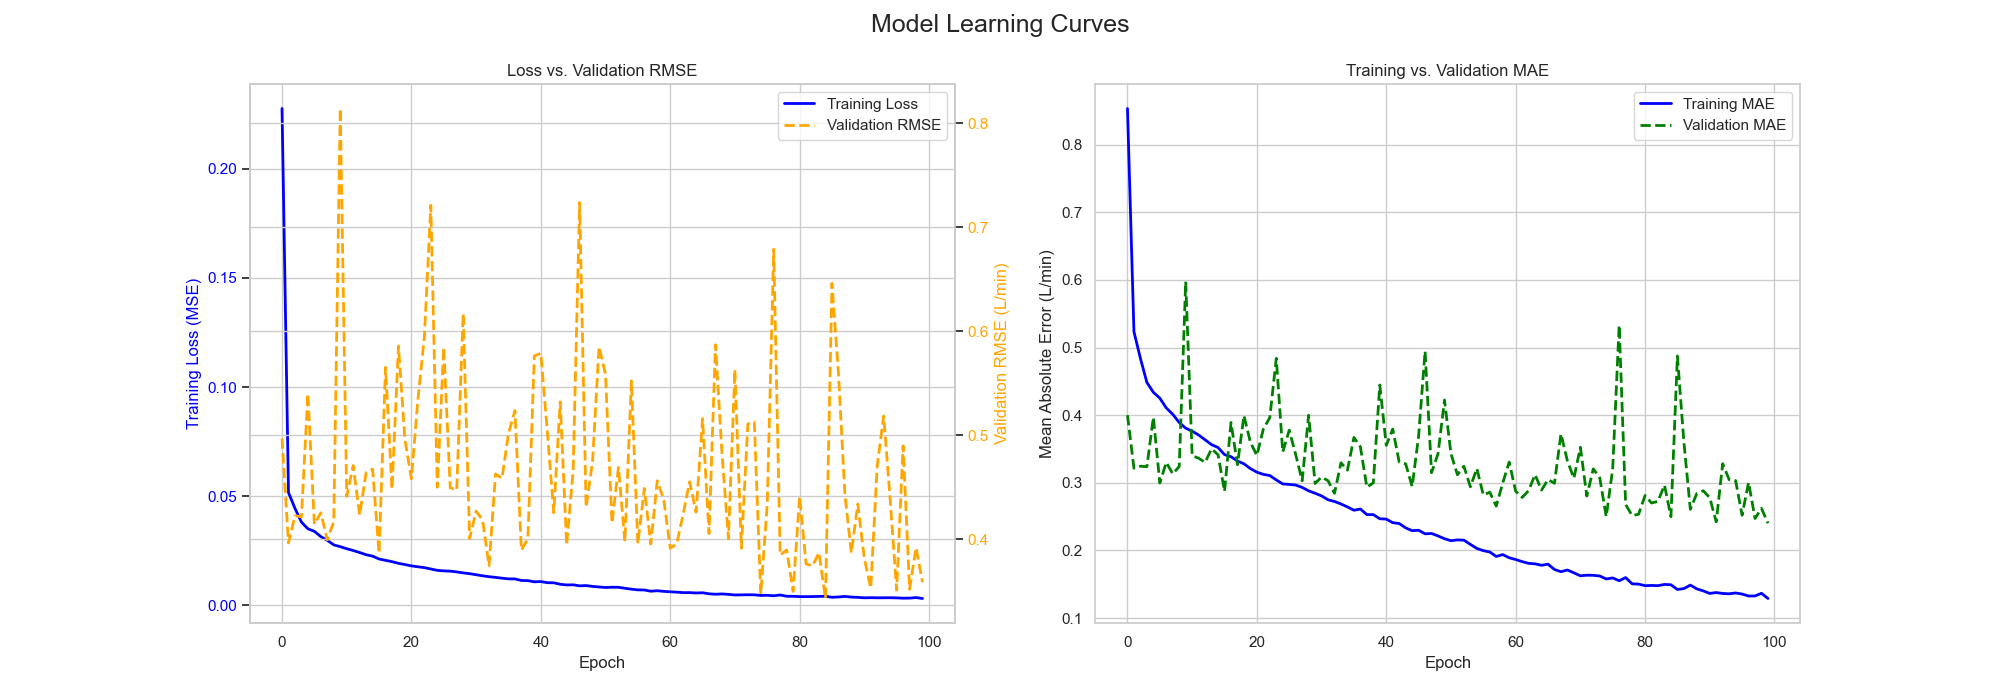 Model Learning Curves
Loss vs. Validation RMSE
Training Loss
Validation RMSE
Training Loss (MSE)
0.20
0.15
0.10
0.05
0.00
0.8
0.7
0.6
0.5
0.4
Validation RMSE (L/min)
0
20
40
60
80
100
Epoch
Training vs. Validation MAE
Training MAE
Validation MAE
Mean Absolute Error (L/min)
0.8
0.7
0.6
0.5
0.4
0.3
0.2
0.1
0
20
40
60
80
100
Epoch